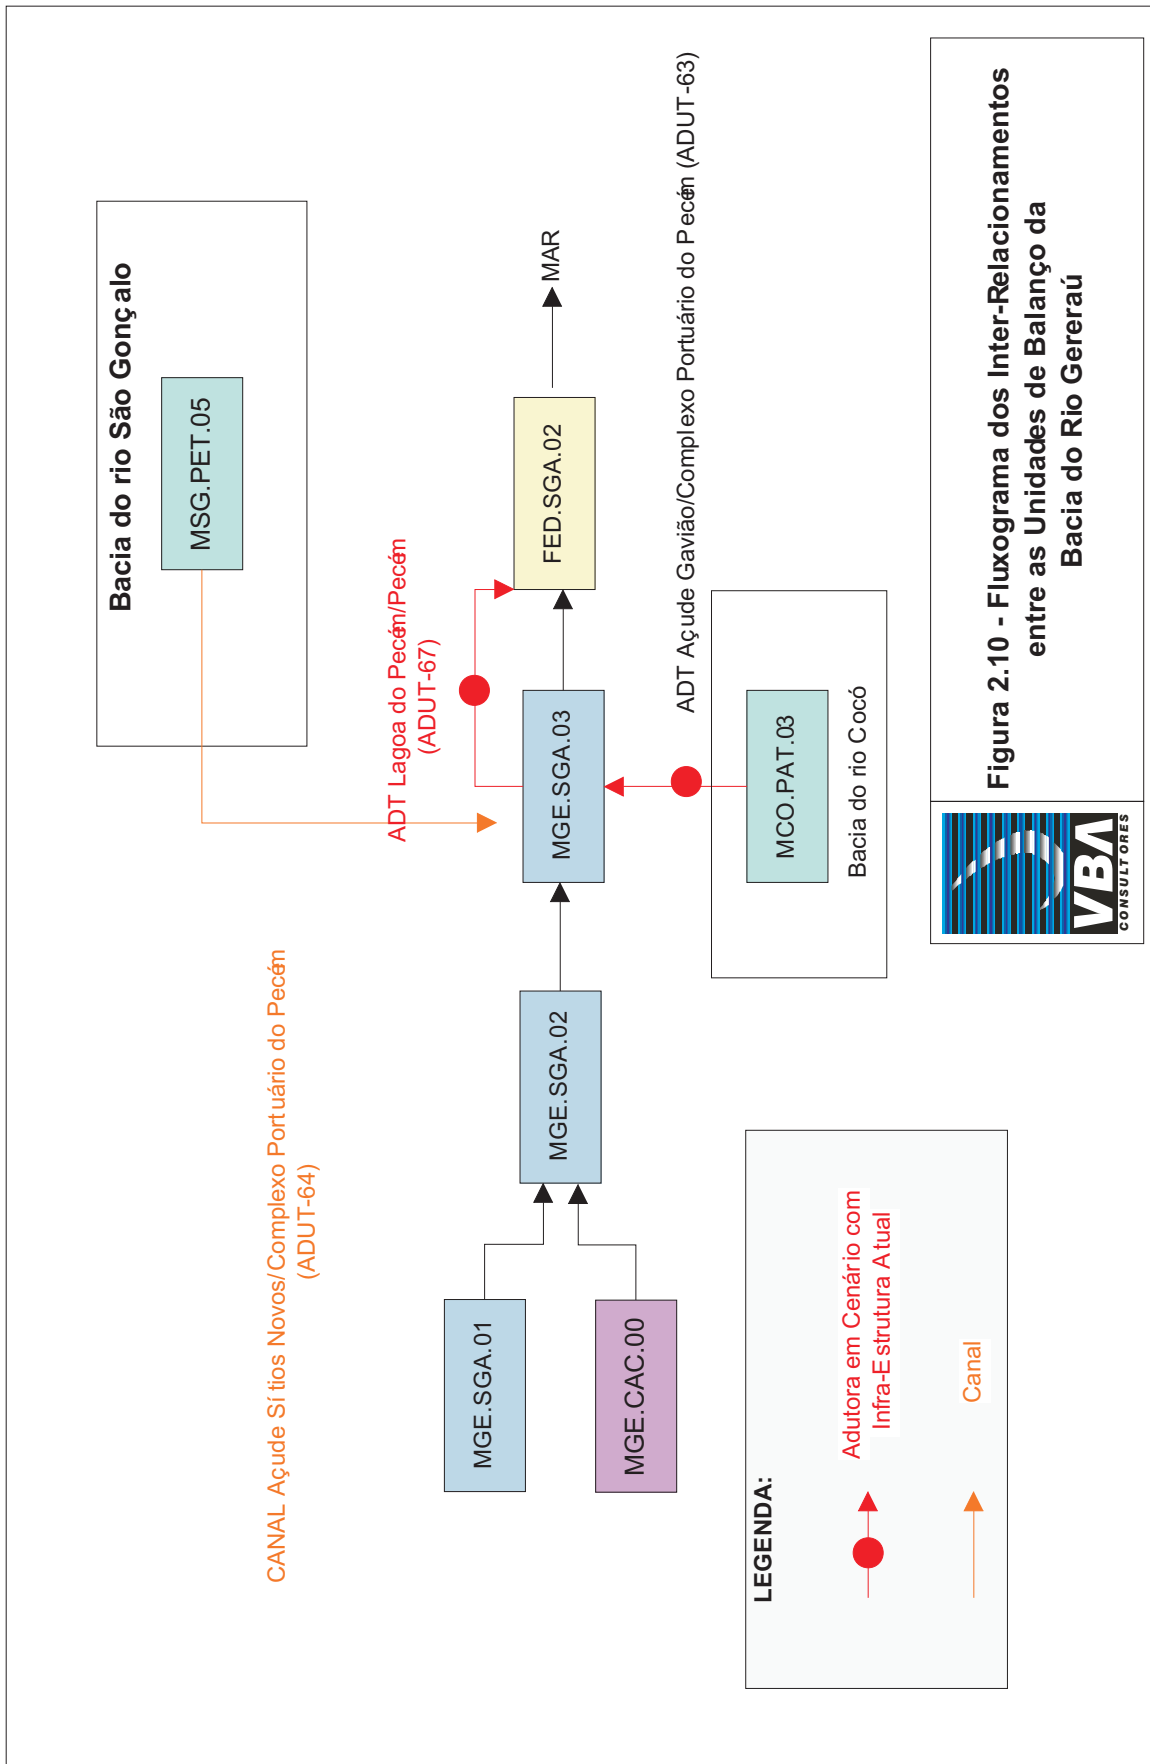 Bacia do rio São Gonçalo
MSG.PET.05
CANAL Açude Sítios Novos/Complexo Portuário do Pecém
(ADUT-64)
ADT Lagoa do Pecém/Pecém
(ADUT-67)
MGE.SGA.01
MGE.CAC.00
MGE.SGA.02
MGE.SGA.03
FED.SGA.02
MAR
ADT Açude Gavião/Complexo Portuário do Pecém (ADUT-63)
MCO.PAT.03
Bacia do rio Cocó
LEGENDA:
Adutora em Cenário com
Infra-Estrutura Atual
Canal
VBA
CONSULTORES
Figura 2.10 - Fluxograma dos Inter-Relacionamentos
entre as Unidades de Balanço da
Bacia do Rio Gereraú